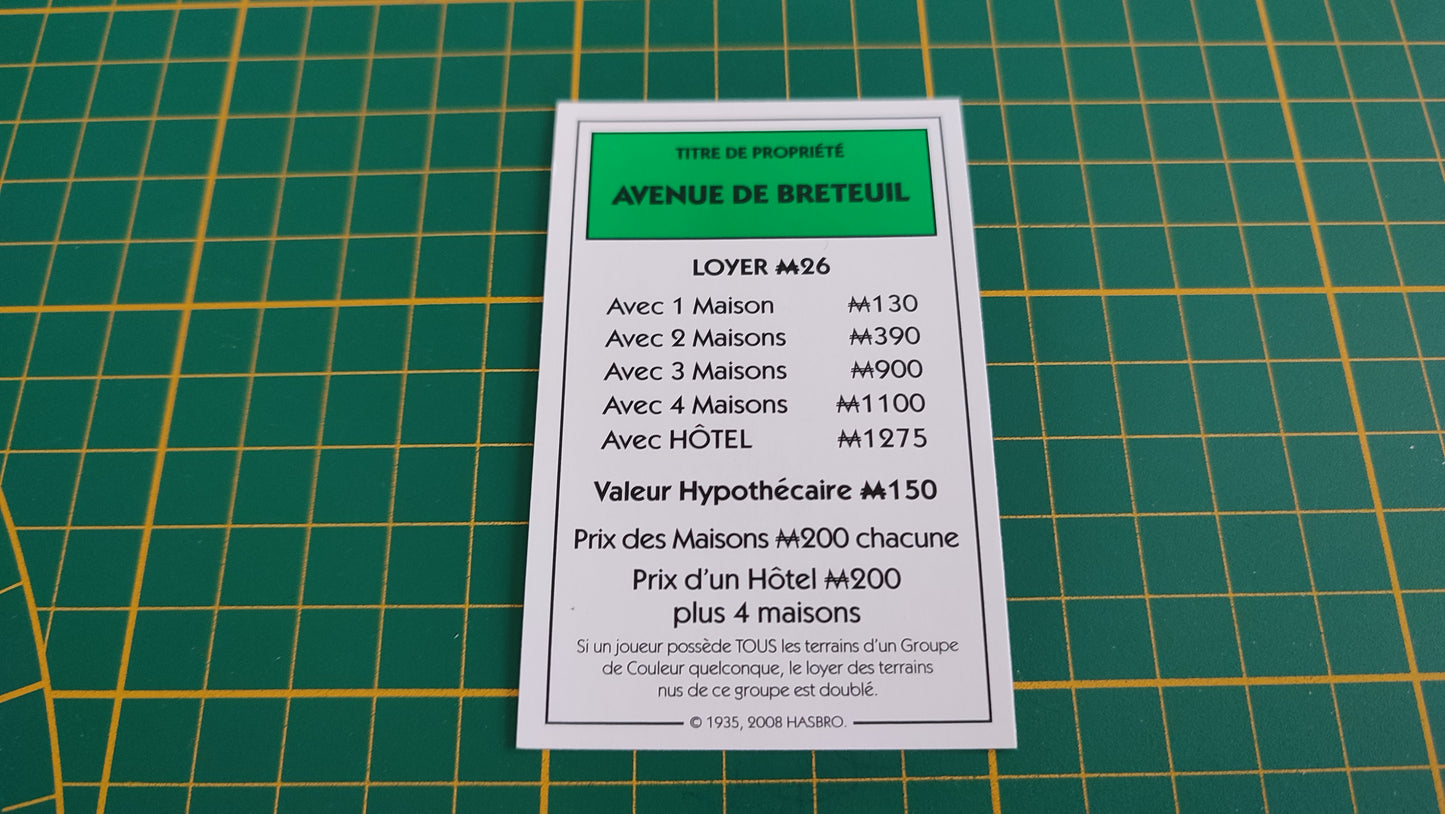 TITRE DE PROPRIÉTÉ
AVENUE DE BRETEUIL
LOYER ₩26
Avec 1 Maison ₩130
Avec 2 Maisons ₩390
Avec 3 Maisons ₩900
Avec 4 Maisons ₩1100
Avec HÔTEL ₩1275
Valeur Hypothécaire ₩150
Prix des Maisons ₩200 chacune
Prix d'un Hôtel ₩200
plus 4 maisons
Si un joueur possède TOUS les terrains d'un Groupe
de Couleur quelconque, le loyer des terrains
nus de ce groupe est doublé.
© 1935, 2008 HASBRO.